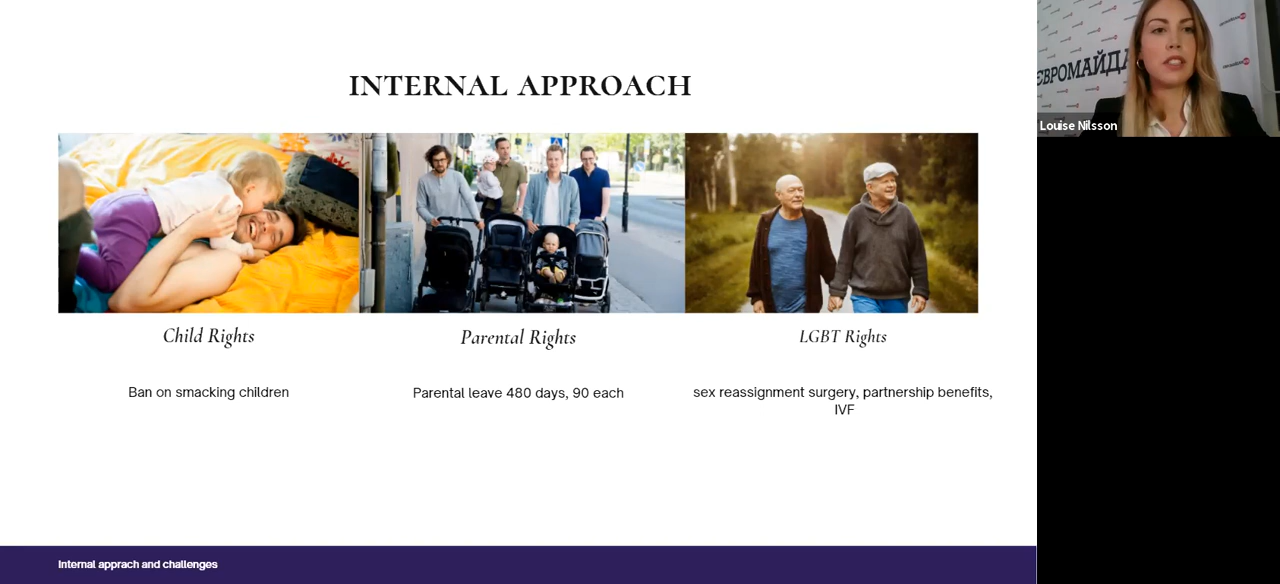 INTERNAL APPROACH
Child Rights
Parental Rights
LGBT Rights
Ban on smacking children
Parental leave 480 days, 90 each
sex reassignment surgery, partnership benefits,
IVF
Internal apprach and challenges
ЄВРОМАЙДА
Louise Nilsson